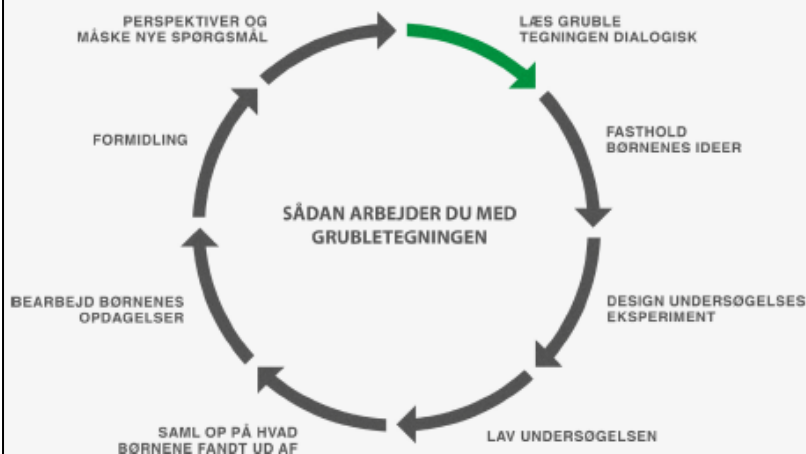 SÅDAN ARBEJDER DU MED
GRUBLETEGNINGEN
LÆS GRUBLE
TEGNINGEN DIALOGISK
FASTHOLD
BØRNENES IDEER
DESIGN UNDERSØGELSES
EKSPERIMENT
LAV UNDERSØGELSEN
SAML OP PÅ HVAD
BØRNENE FANDT UD AF
BEARBEJD BØRNENES
OPDAGELSER
FORMIDLING
PERSPEKTIVER OG
MÅSKE NYE SPØRGSMÅL